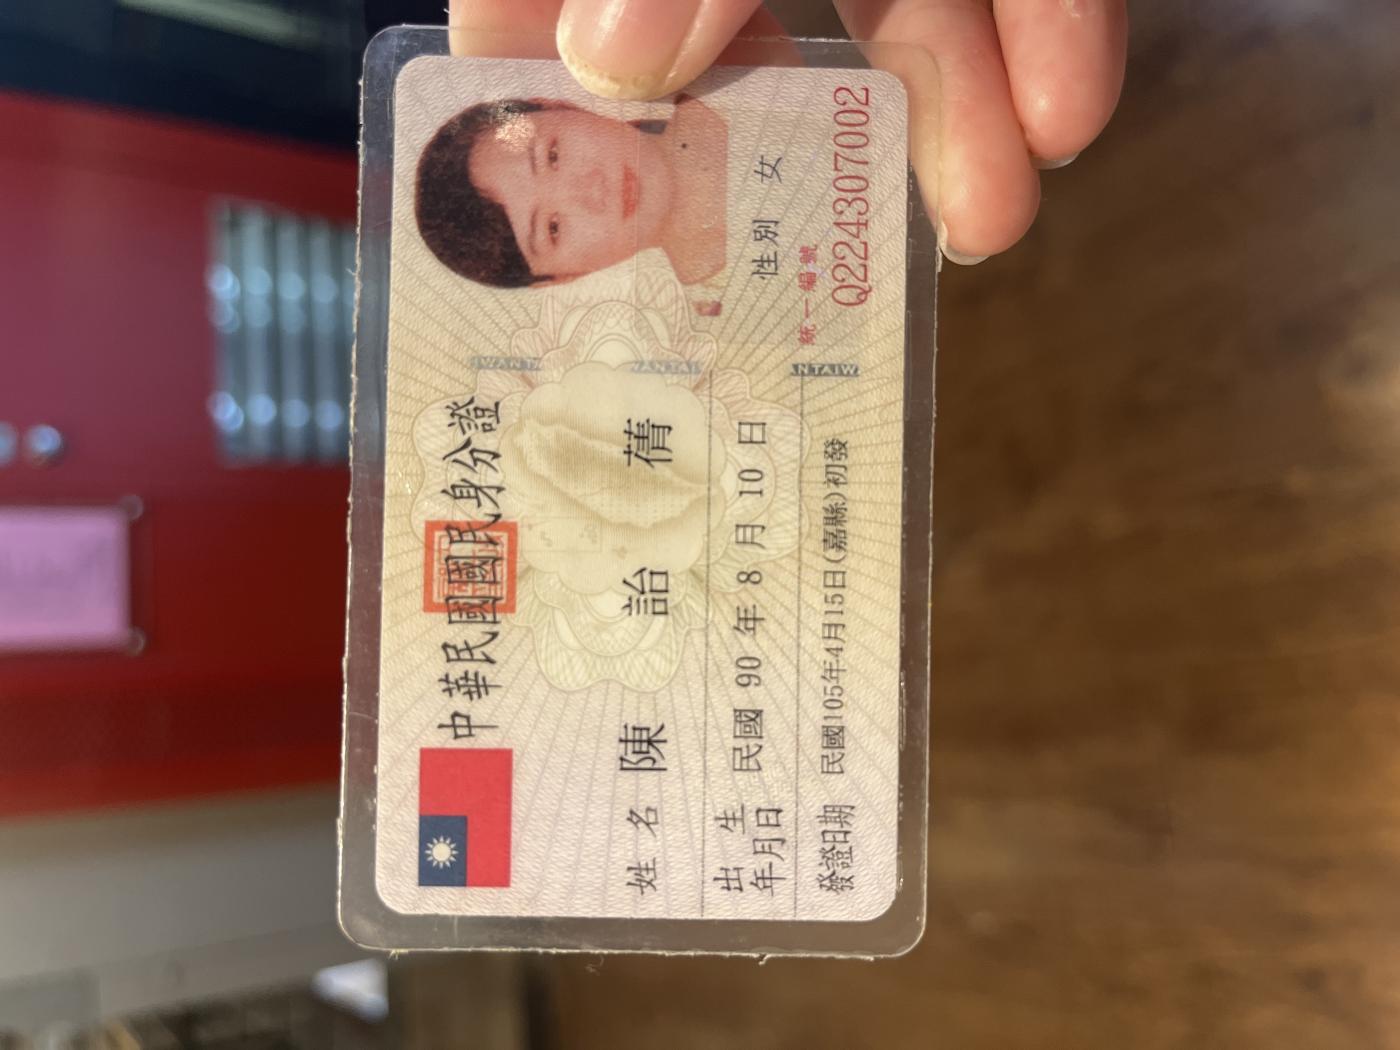 中華民國國民身分證
姓名 陳詒蒨
出生年月日 民國 90 年 8 月 10 日
性別 女
發證日期 民國105年4月15日(嘉縣)初發
統一編號
Q224307002